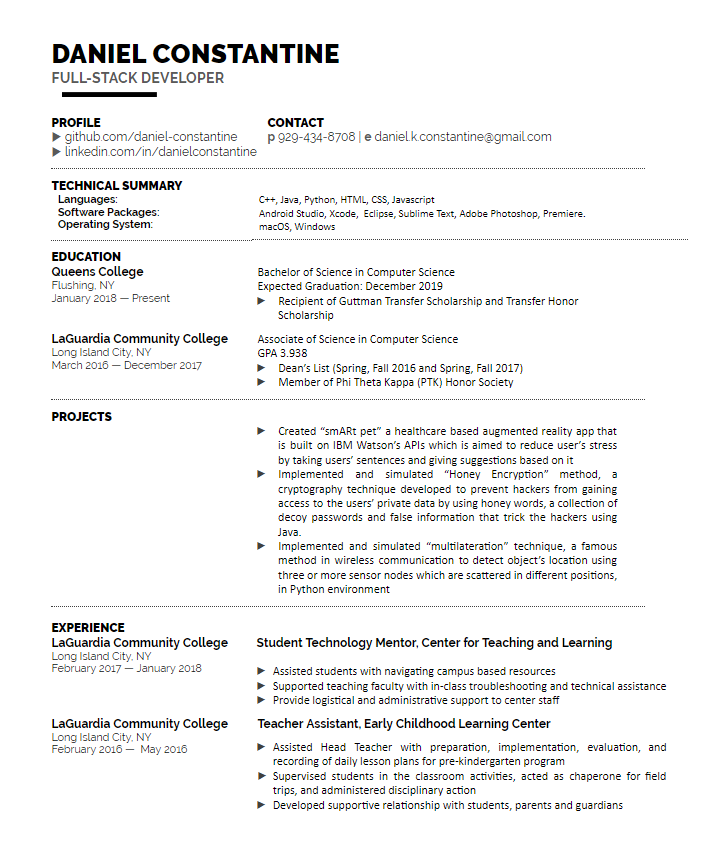 DANIEL CONSTANTINE
FULL-STACK DEVELOPER
PROFILE
▶ github.com/daniel-constantine
▶ linkedin.com/in/danielconstantine
CONTACT
p 929-434-8708 | e daniel.k.constantine@gmail.com
TECHNICAL SUMMARY
Languages: C++, Java, Python, HTML, CSS, Javascript
Software Packages: Android Studio, Xcode, Eclipse, Sublime Text, Adobe Photoshop, Premiere.
Operating System: macOS, Windows
EDUCATION
Queens College
Flushing, NY
January 2018 — Present
Bachelor of Science in Computer Science
Expected Graduation: December 2019
▶ Recipient of Guttman Transfer Scholarship and Transfer Honor
Scholarship
LaGuardia Community College
Long Island City, NY
March 2016 — December 2017
Associate of Science in Computer Science
GPA 3.938
▶ Dean's List (Spring, Fall 2016 and Spring, Fall 2017)
▶ Member of Phi Theta Kappa (PTK) Honor Society
PROJECTS
▶ Created “smARt pet” a healthcare based augmented reality app that
is built on IBM Watson's APIs which is aimed to reduce user's stress
by taking users' sentences and giving suggestions based on it
▶ Implemented and simulated “Honey Encryption” method, a
cryptography technique developed to prevent hackers from gaining
access to the users' private data by using honey words, a collection of
decoy passwords and false information that trick the hackers using
Java.
▶ Implemented and simulated “multilateration” technique, a famous
method in wireless communication to detect object's location using
three or more sensor nodes which are scattered in different positions,
in Python environment
EXPERIENCE
LaGuardia Community College
Long Island City, NY
February 2017 — January 2018
Student Technology Mentor, Center for Teaching and Learning
▶ Assisted students with navigating campus based resources
▶ Supported teaching faculty with in-class troubleshooting and technical assistance
▶ Provide logistical and administrative support to center staff
LaGuardia Community College
Long Island City, NY
February 2016 — May 2016
Teacher Assistant, Early Childhood Learning Center
▶ Assisted Head Teacher with preparation, implementation, evaluation, and
recording of daily lesson plans for pre-kindergarten program
▶ Supervised students in the classroom activities, acted as chaperone for field
trips, and administered disciplinary action
▶ Developed supportive relationship with students, parents and guardians